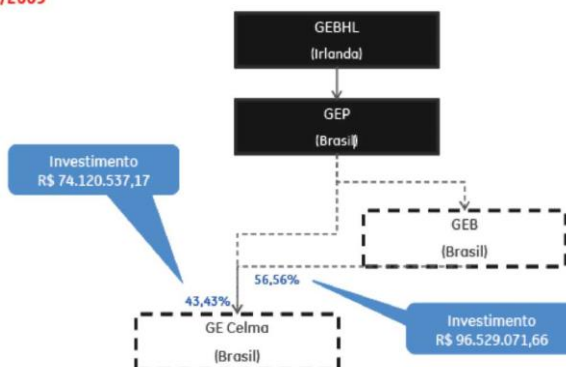 /2009
GEBHL
(Irlanda)
GEP
(Brasil)
Investimento
R$ 74.120.537,17
GEB
(Brasil)
56,56%
43,43%
GE Celma
(Brasil)
Investimento
R$ 96.529.071,66